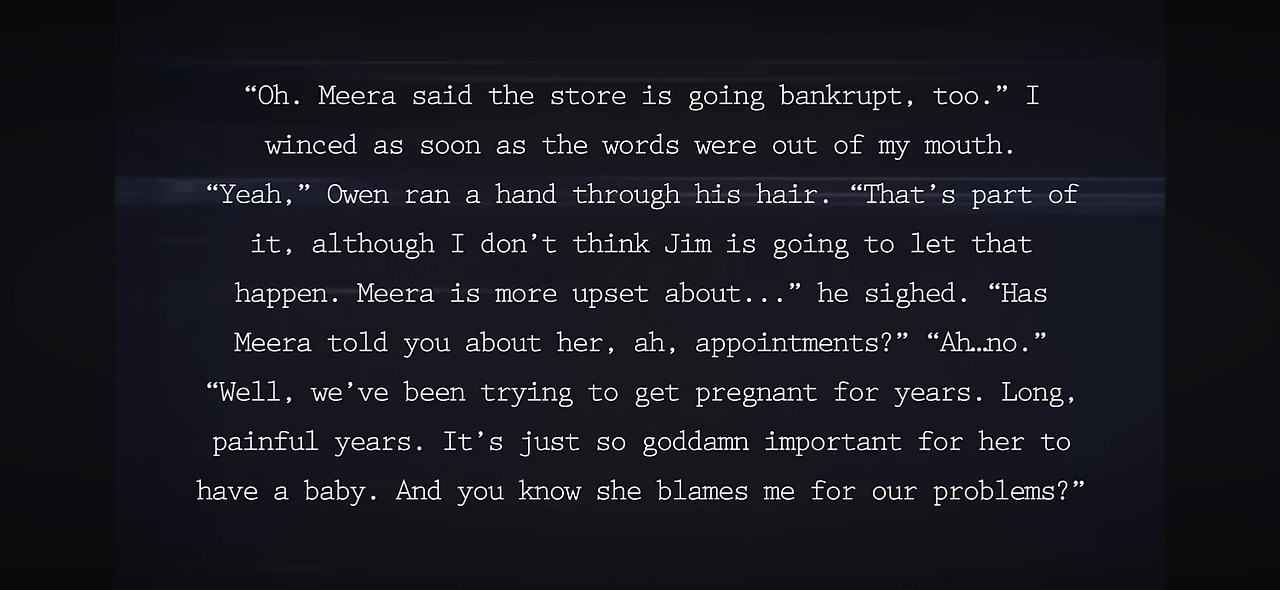 “Oh. Meera said the store is going bankrupt, too.” I
winced as soon as the words were out of my mouth.
“Yeah,” Owen ran a hand through his hair. “That’s part of
it, although I don’t think Jim is going to let that
happen. Meera is more upset about...” he sighed. “Has
Meera told you about her, ah, appointments?” “Ah…no.”
“Well, we’ve been trying to get pregnant for years. Long,
painful years. It’s just so goddamn important for her to
have a baby. And you know she blames me for our problems?”